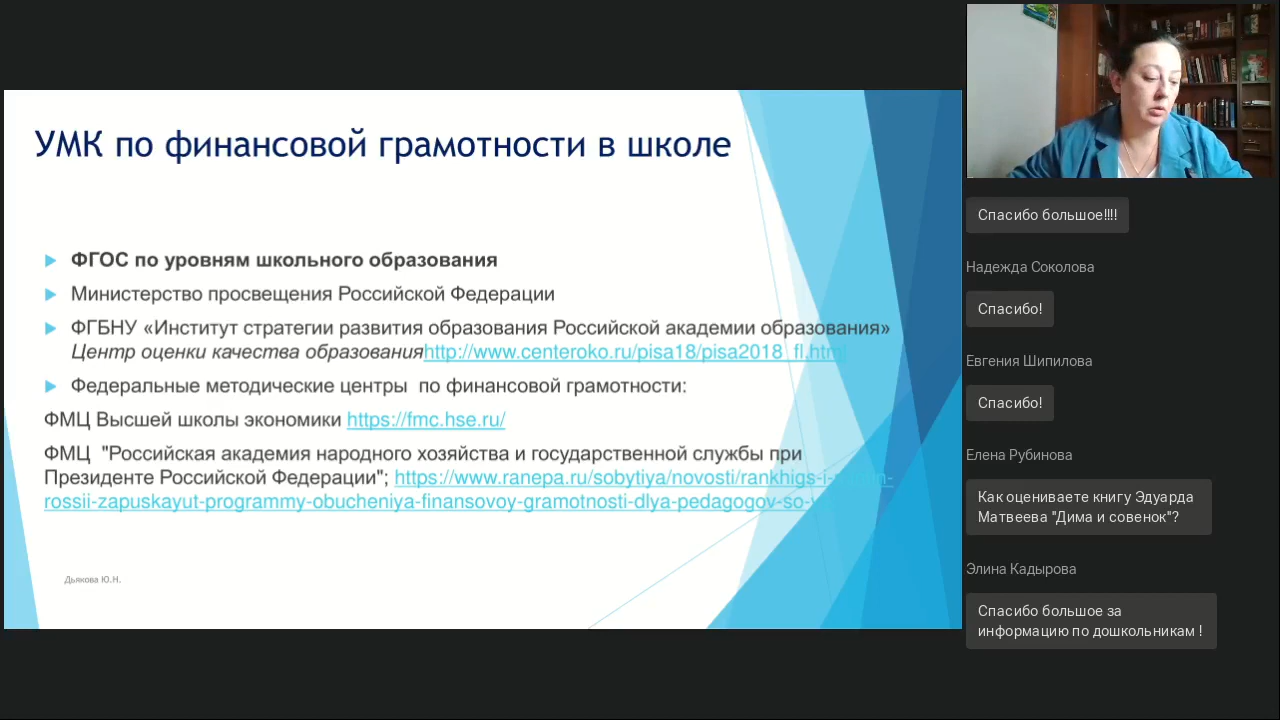 УМК по финансовой грамотности в школе
ФГОС по уровням школьного образования
Министерство просвещения Российской Федерации
ФГБНУ «Институт стратегии развития образования Российской академии образования»
Центр оценки качества образованияhttp://www.centeroko.ru/pisa18/pisa2018_fl.html
Федеральные методические центры по финансовой грамотности:
ФМЦ Высшей школы экономики https://fmc.hse.ru/
ФМЦ "Российская академия народного хозяйства и государственной службы при
Президенте Российской Федерации"; https://www.ranepa.ru/sobytiya/novosti/rankhigs-i-
rossii-zapuskayut-programmy-obucheniya-finansovoy-gramotnosti-dlya-pedagogov-so-
Дьякова Ю.Н.
Спасибо большое!!!!
Надежда Соколова
Спасибо!
Евгения Шипилова
Спасибо!
Елена Рубинова
Как оцениваете книгу Эдуарда
Матвеева "Дима и совенок"?
Элина Кадырова
Спасибо большое за
информацию по дошкольникам !